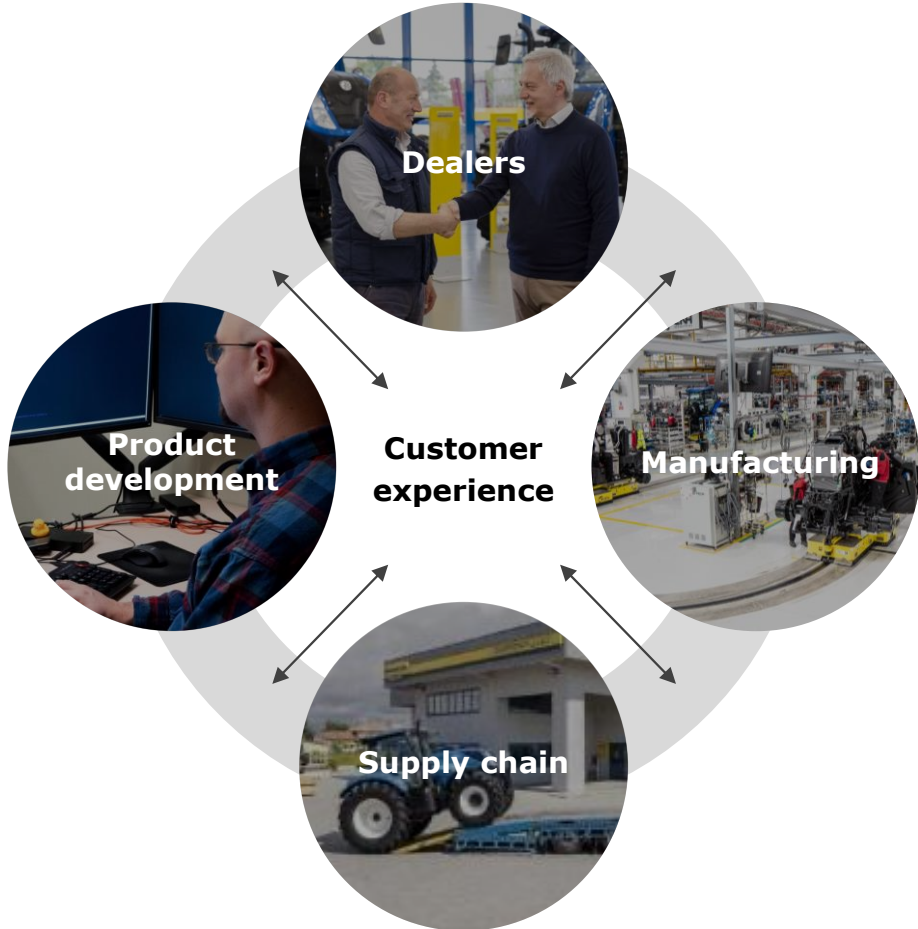 Dealers
Product
development
Customer
experience
Manufacturing
Supply chain